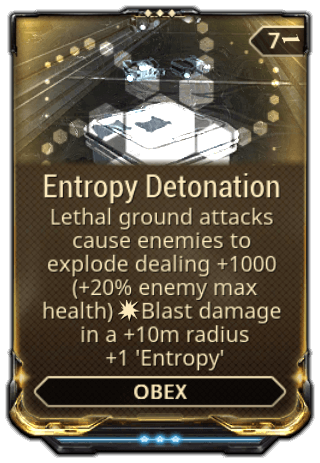 7
Entropy Detonation
Lethal ground attacks
cause enemies to
explode dealing +1000
(+20% enemy max
health) Blast damage
in a +10m radius
+1 'Entropy'
OBEX